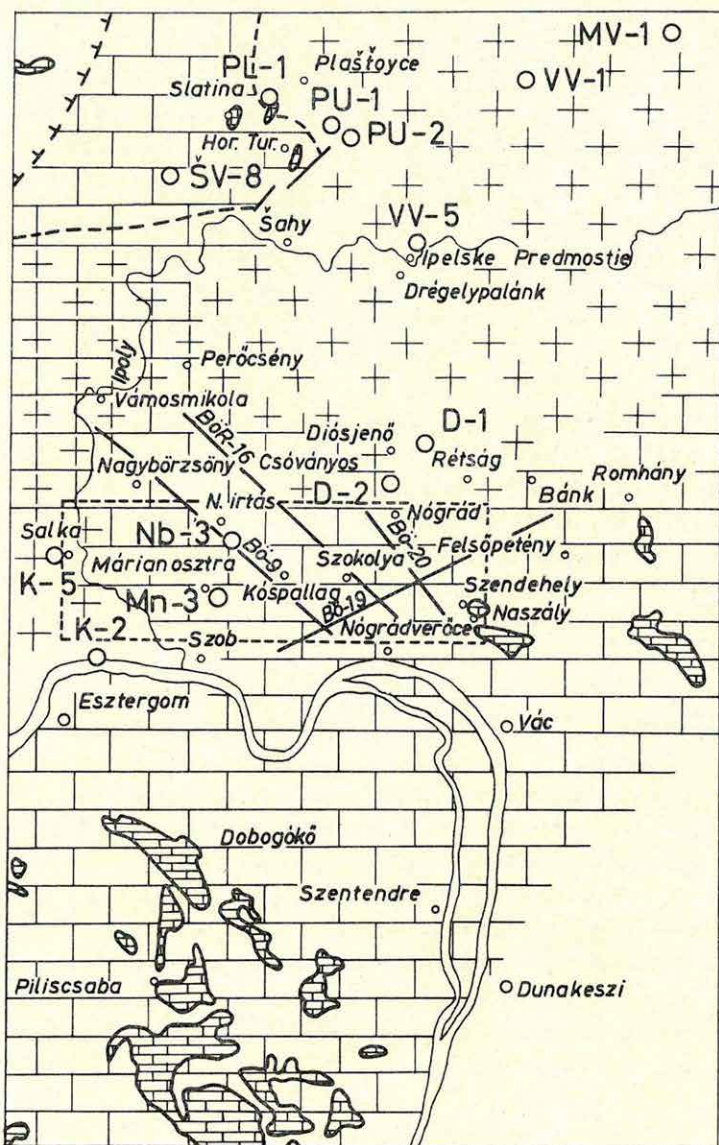 MV-1
PL-1
Plašťoyce
VV-1
Slatina
PU-1
PU-2
Hor. Tur.
ŠV-8
VV-5
Šahy
Ipelske Predmostie
Drégelypalánk
Ipoly
Perőcsény
Vámosmikola
BöR-16
D-1
Diósjenő
Rétság
Nagybörzsöny
Csóványos
Romhány
D-2
Bánk
N. irtás
Nógrád
Nb-3
Salka
Bö-9
Bö-20
Felsőpetény
Márianosztra
Szokolya
K-5
Mn-3
Kóspallag
Bö-19
Szendehely
Naszály
K-2
Szob
Nógrádverőce
Esztergom
Vác
Dobogókő
Szentendre
Piliscsaba
Dunakeszi